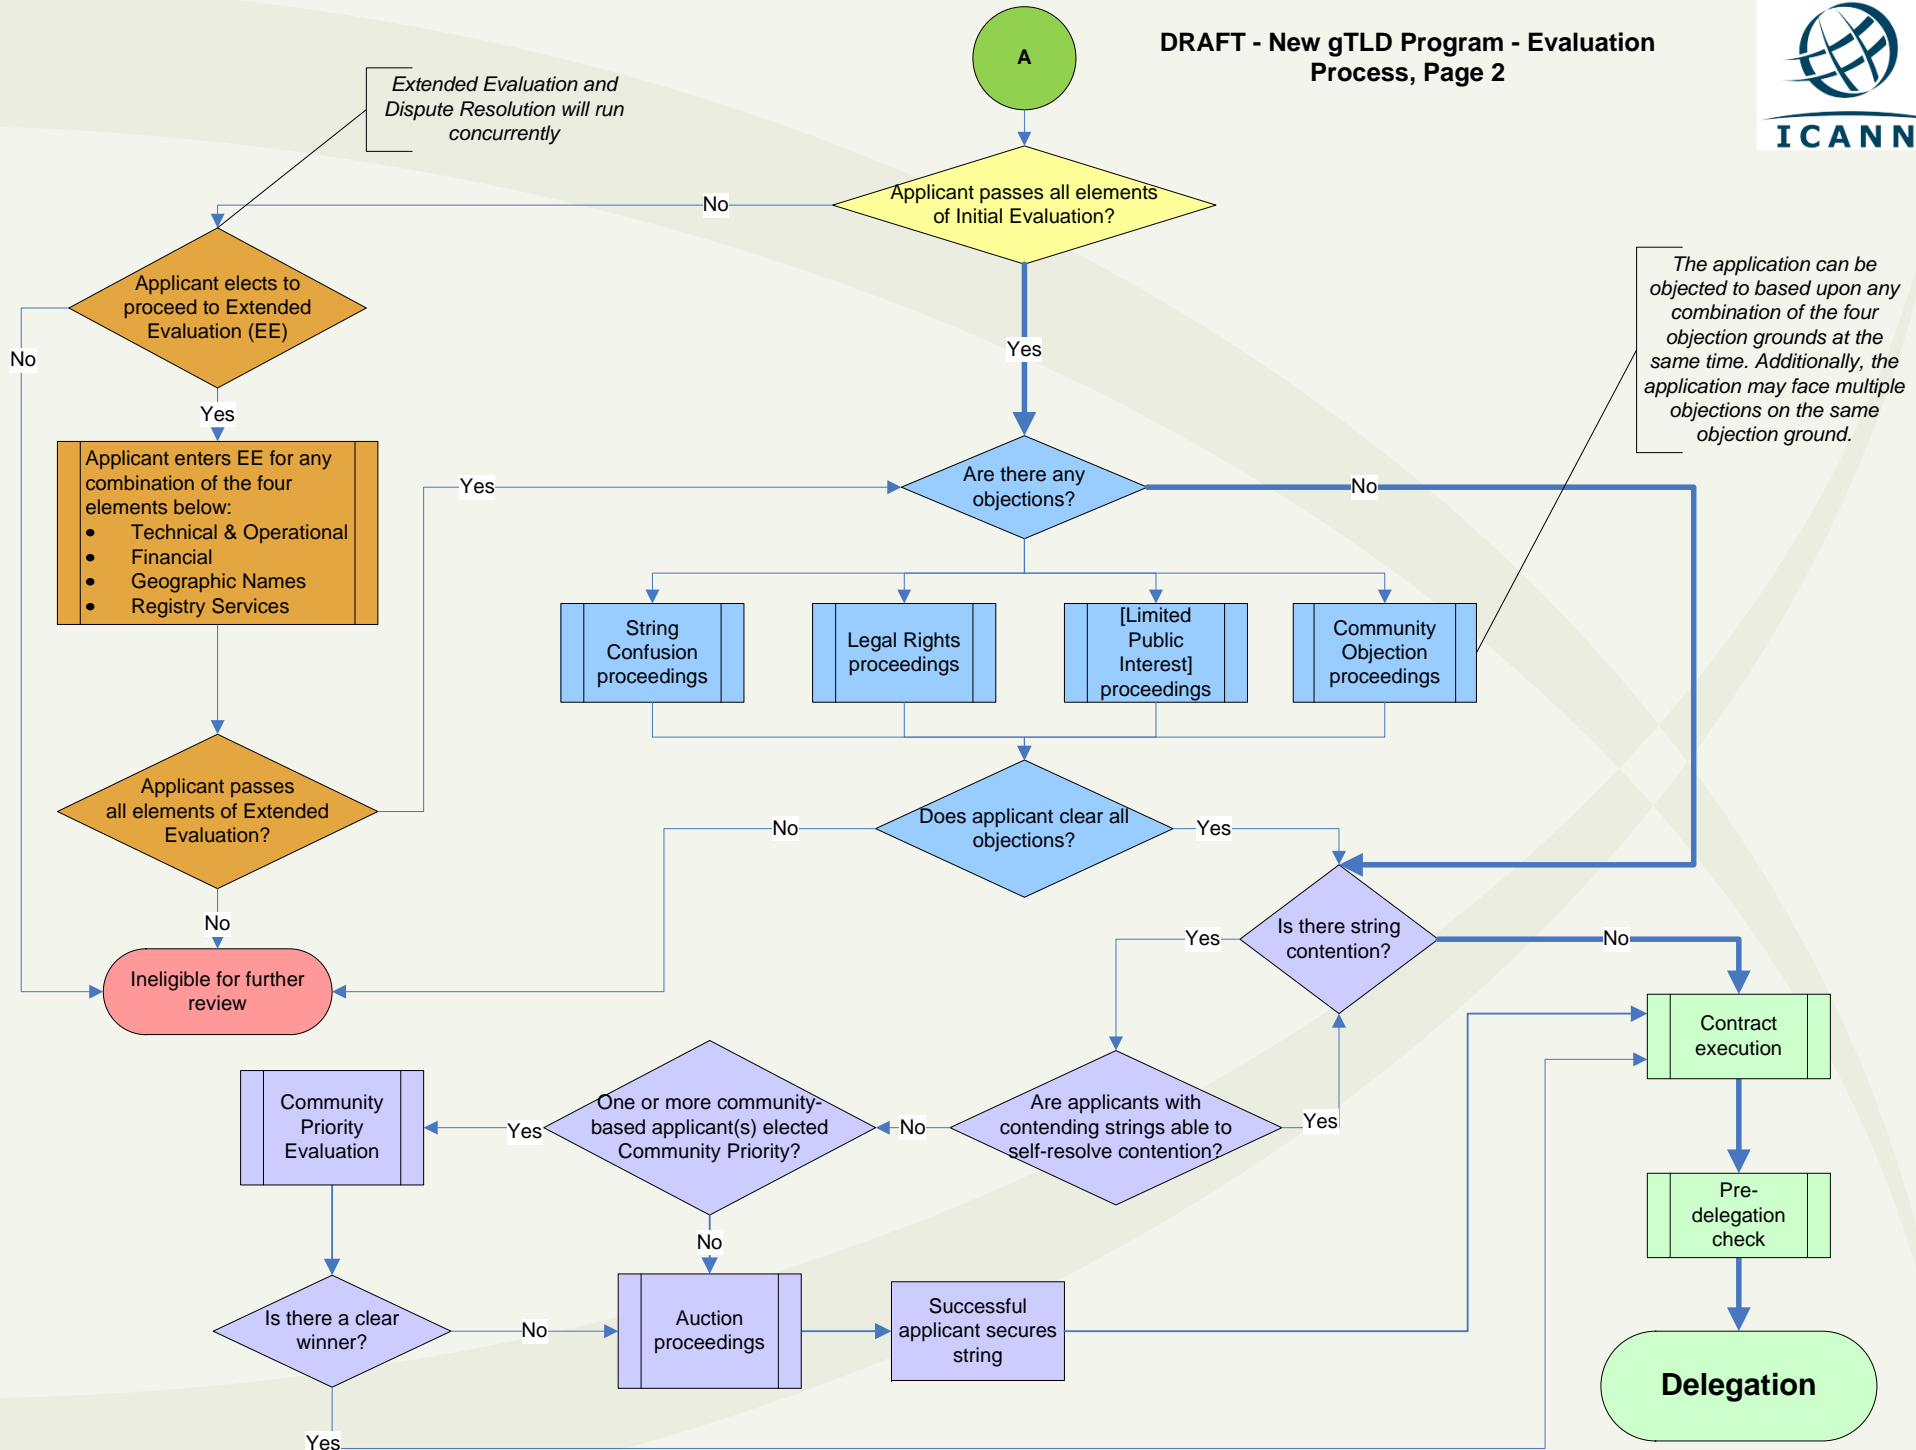 A
DRAFT - New gTLD Program - Evaluation
Process, Page 2
ICANN
Extended Evaluation and
Dispute Resolution will run
concurrently
Applicant passes all elements
of Initial Evaluation?
No
Yes
Applicant elects to
proceed to Extended
Evaluation (EE)
No
Yes
The application can be
objected to based upon any
combination of the four
objection grounds at the
same time. Additionally, the
application may face multiple
objections on the same
objection ground.
Applicant enters EE for any
combination of the four
elements below:
• Technical & Operational
• Financial
• Geographic Names
• Registry Services
Yes
Are there any
objections?
No
String
Confusion
proceedings
Legal Rights
proceedings
[Limited
Public
Interest]
proceedings
Community
Objection
proceedings
Applicant passes
all elements of Extended
Evaluation?
No
Does applicant clear all
objections?
No
Yes
Ineligible for further
review
Is there string
contention?
Yes
No
Contract
execution
Community
Priority
Evaluation
Yes
One or more community-
based applicant(s) elected
Community Priority?
No
Are applicants with
contending strings able to
self-resolve contention?
Yes
No
Pre-
delegation
check
Is there a clear
winner?
No
Auction
proceedings
Successful
applicant secures
string
Delegation
Yes